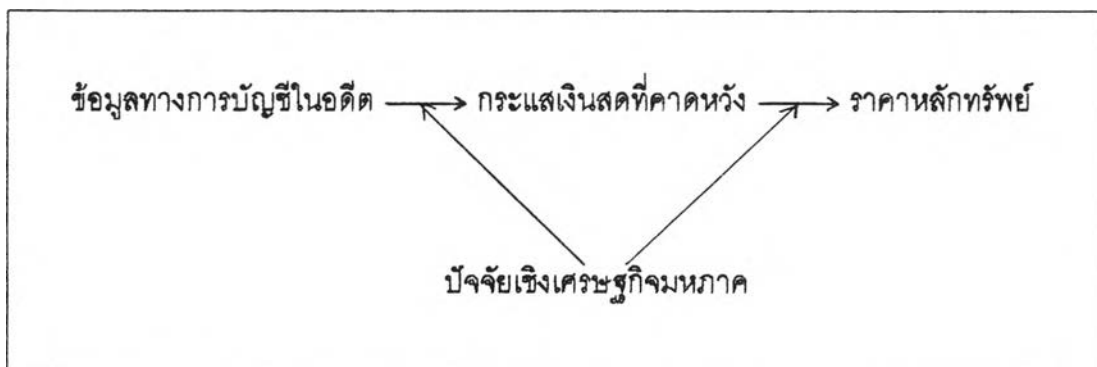 ข้อมูลทางการบัญชีในอดีต กระแสเงินสดที่คาดหวัง ราคาหลักทรัพย์
ปัจจัยเชิงเศรษฐกิจมหภาค